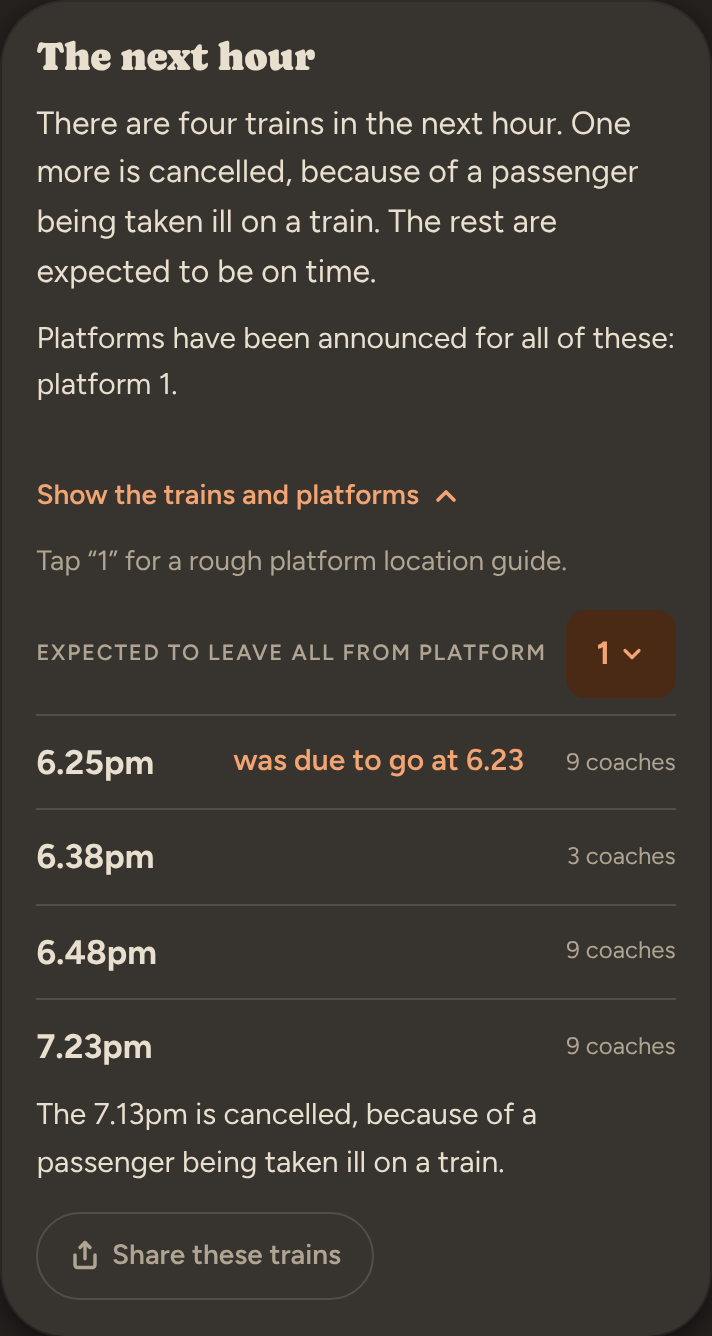 The next hour
There are four trains in the next hour. One
more is cancelled, because of a passenger
being taken ill on a train. The rest are
expected to be on time.
Platforms have been announced for all of these:
platform 1.
Show the trains and platforms
Tap “1” for a rough platform location guide.
EXPECTED TO LEAVE ALL FROM PLATFORM 1
6.25pm was due to go at 6.23 9 coaches
6.38pm 3 coaches
6.48pm 9 coaches
7.23pm 9 coaches
The 7.13pm is cancelled, because of a
passenger being taken ill on a train.
Share these trains